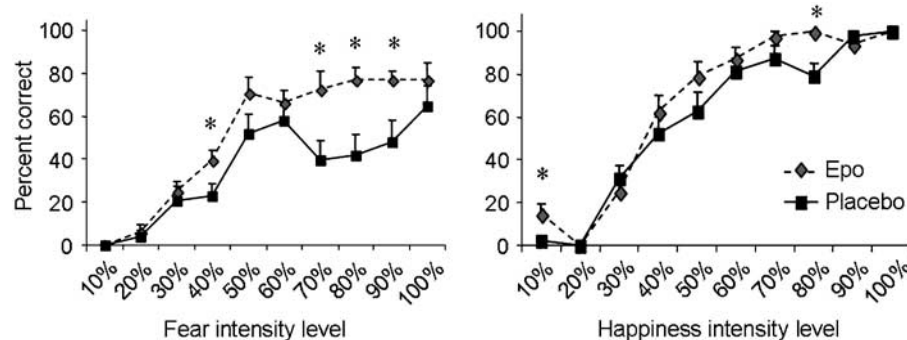 Percent correct
80
60
40
20
0
* * * *
10% 20% 30% 40% 50% 60% 70% 80% 90% 100%
Fear intensity level
100
80
60
40
20
0
* *
Epo
Placebo
10% 20% 30% 40% 50% 60% 70% 80% 90% 100%
Happiness intensity level